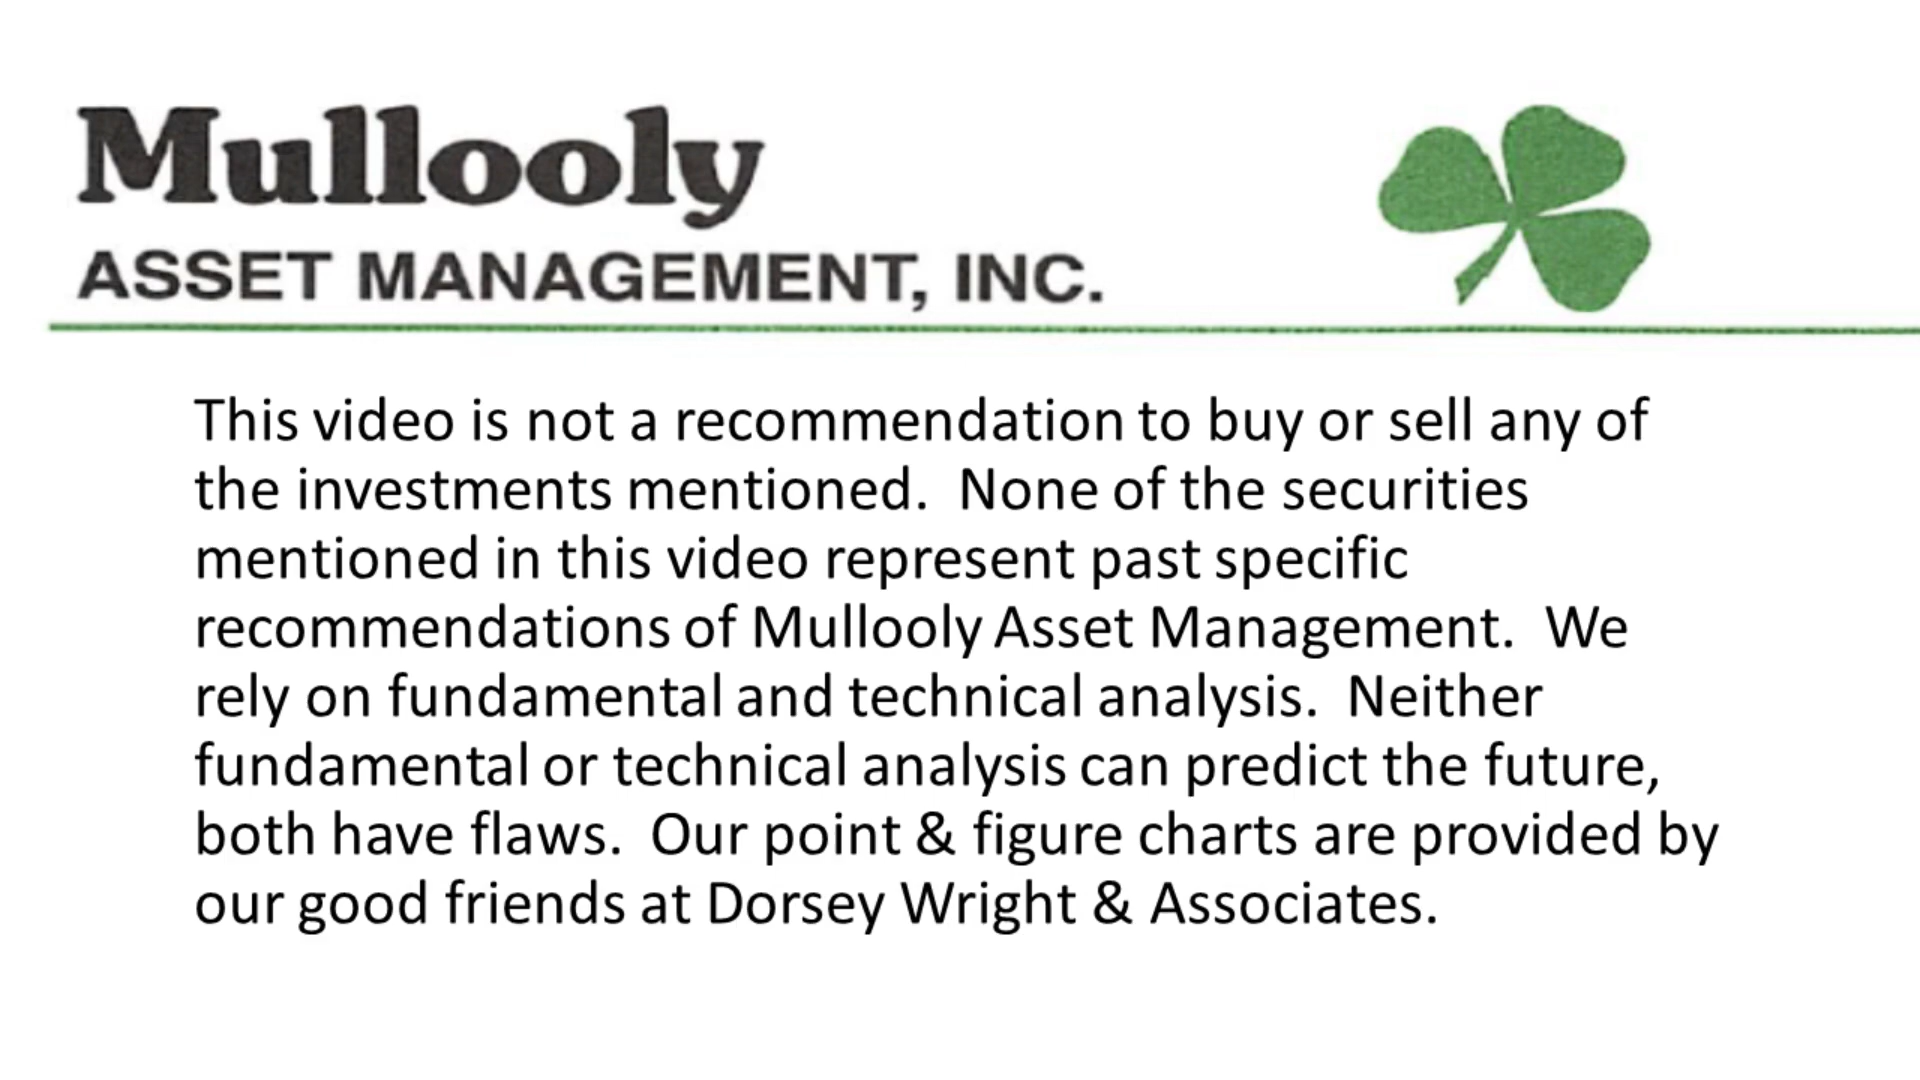 Mullooly
ASSET MANAGEMENT, INC.
This video is not a recommendation to buy or sell any of
the investments mentioned.  None of the securities
mentioned in this video represent past specific
recommendations of Mullooly Asset Management.  We
rely on fundamental and technical analysis.  Neither
fundamental or technical analysis can predict the future,
both have flaws.  Our point & figure charts are provided by
our good friends at Dorsey Wright & Associates.